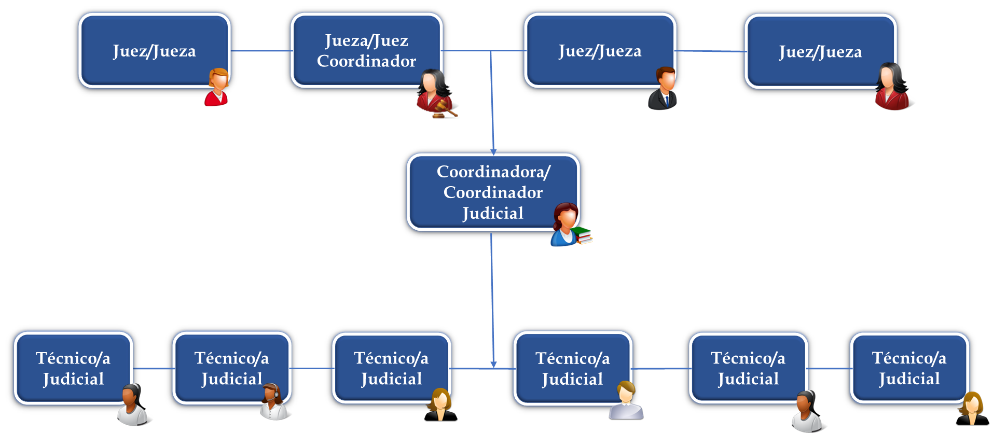 Juez/Jueza
Jueza/Juez
Coordinador
Juez/Jueza
Juez/Jueza
Coordinadora/
Coordinador
Judicial
Técnico/a
Judicial
Técnico/a
Judicial
Técnico/a
Judicial
Técnico/a
Judicial
Técnico/a
Judicial
Técnico/a
Judicial